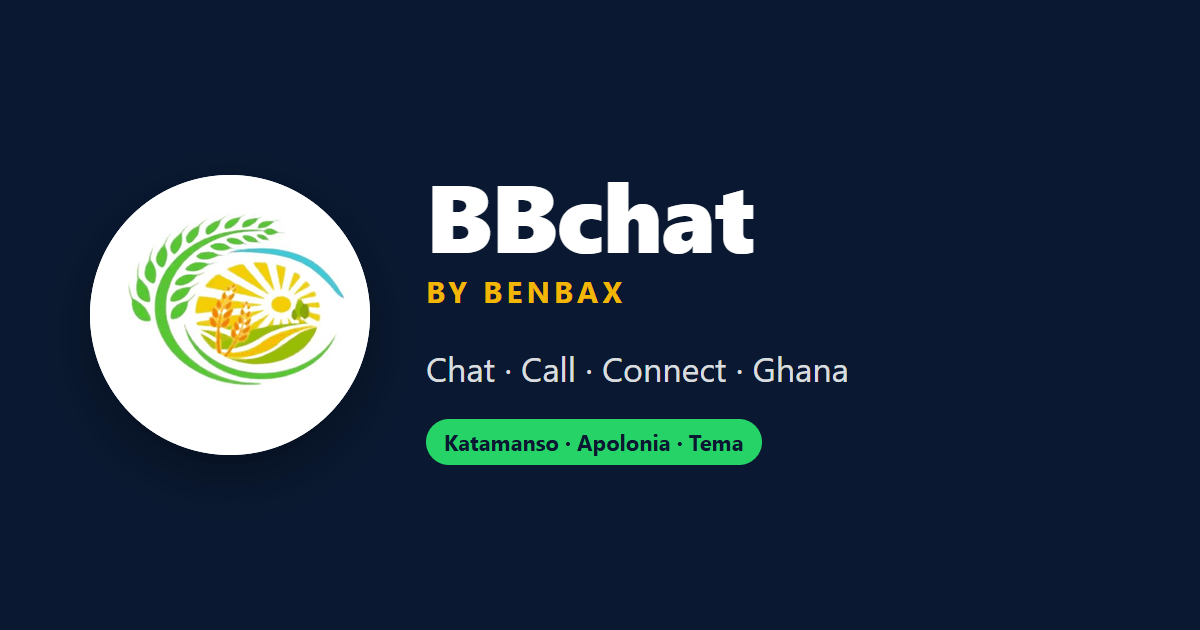 BBchat
BY BENBAX
Chat · Call · Connect · Ghana
Katamanso · Apolonia · Tema